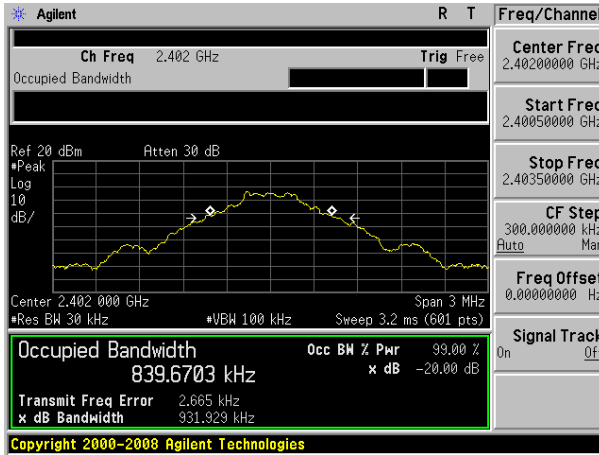 Agilent R T Freq/Channel
Ch Freq 2.402 GHz Trig Free
Occupied Bandwidth
Center Freq
2.40200000 GHz
Start Freq
2.40050000 GHz
Stop Freq
2.40350000 GHz
CF Step
300.000000 kHz
Auto Man
Freq Offset
0.00000000 Hz
Signal Track
On Off
Ref 20 dBm Atten 30 dB
#Peak
Log
10
dB/
Center 2.402 000 GHz Span 3 MHz
#Res BW 30 kHz #VBW 100 kHz Sweep 3.2 ms (601 pts)
Occupied Bandwidth Occ BW % Pwr 99.00 %
839.6703 kHz x dB -20.00 dB
Transmit Freq Error 2.665 kHz
x dB Bandwidth 931.929 kHz
Copyright 2000-2008 Agilent Technologies